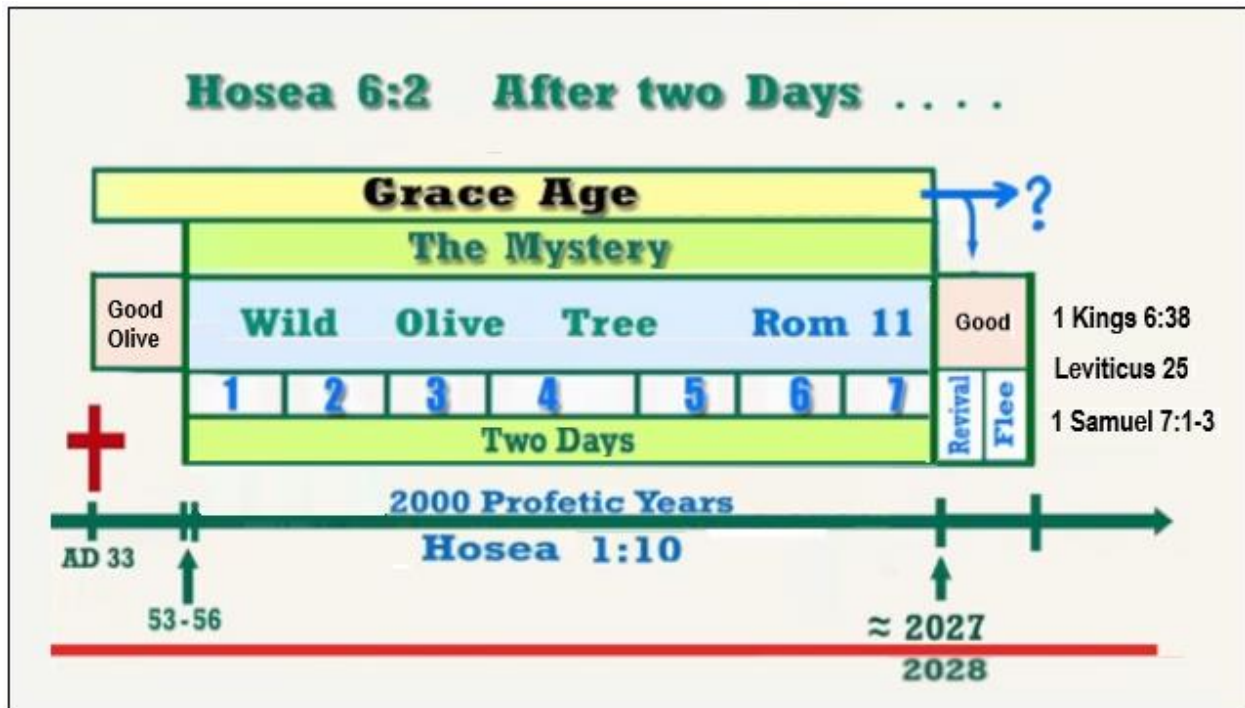 Hosea 6:2 After two Days . . . .
Grace Age
?
The Mystery
Good
Olive
Wild Olive Tree Rom 11
Good
1 Kings 6:38
Leviticus 25
1 Samuel 7:1-3
1 2 3 4 5 6 7
Revival
Flee
Two Days
2000 Profetic Years
Hosea 1:10
AD 33
53-56
≈ 2027
2028